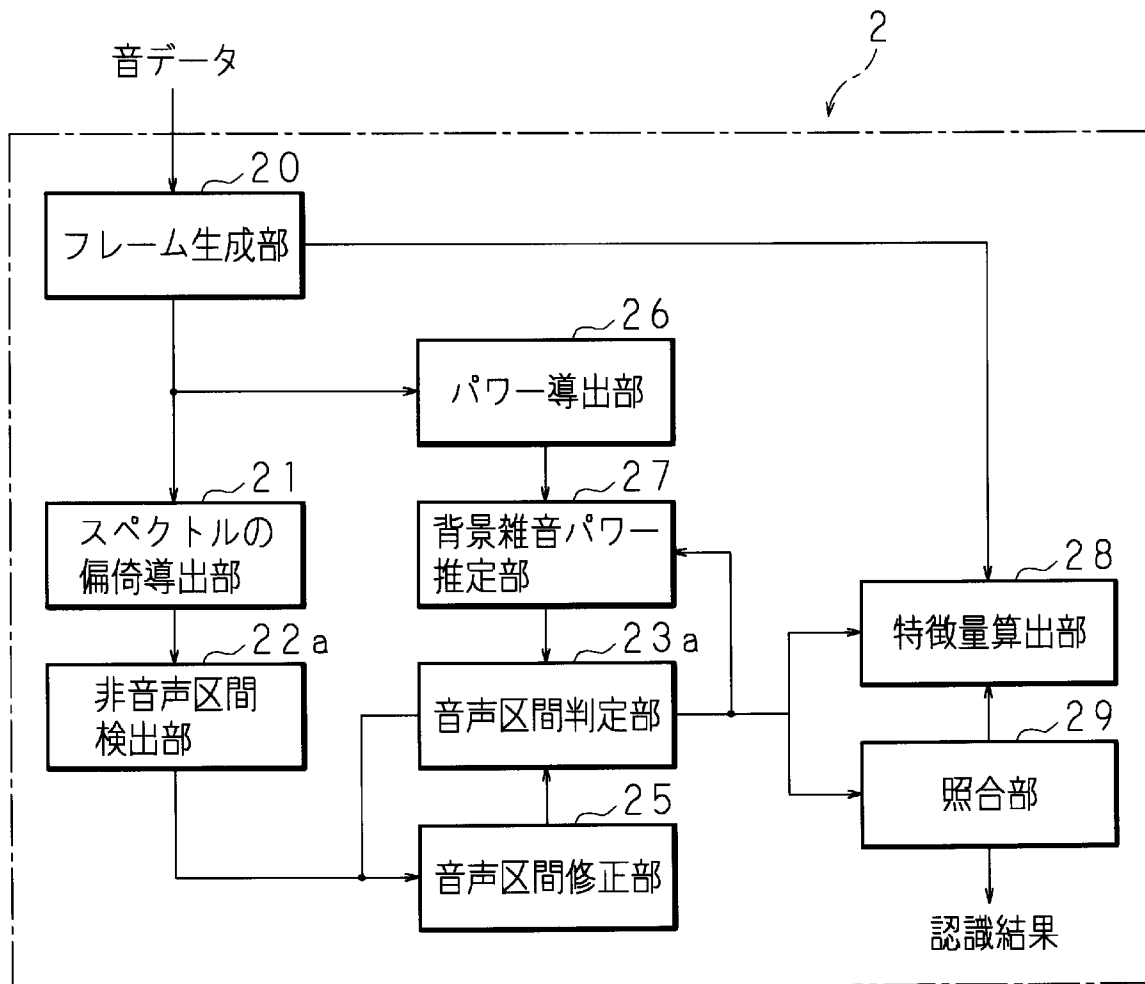 2
音データ
20
フレーム生成部
26
パワー導出部
21
スペクトルの
偏倚導出部
27
背景雑音パワー
推定部
28
特徴量算出部
22a
非音声区間
検出部
23a
音声区間判定部
29
照合部
25
音声区間修正部
認識結果